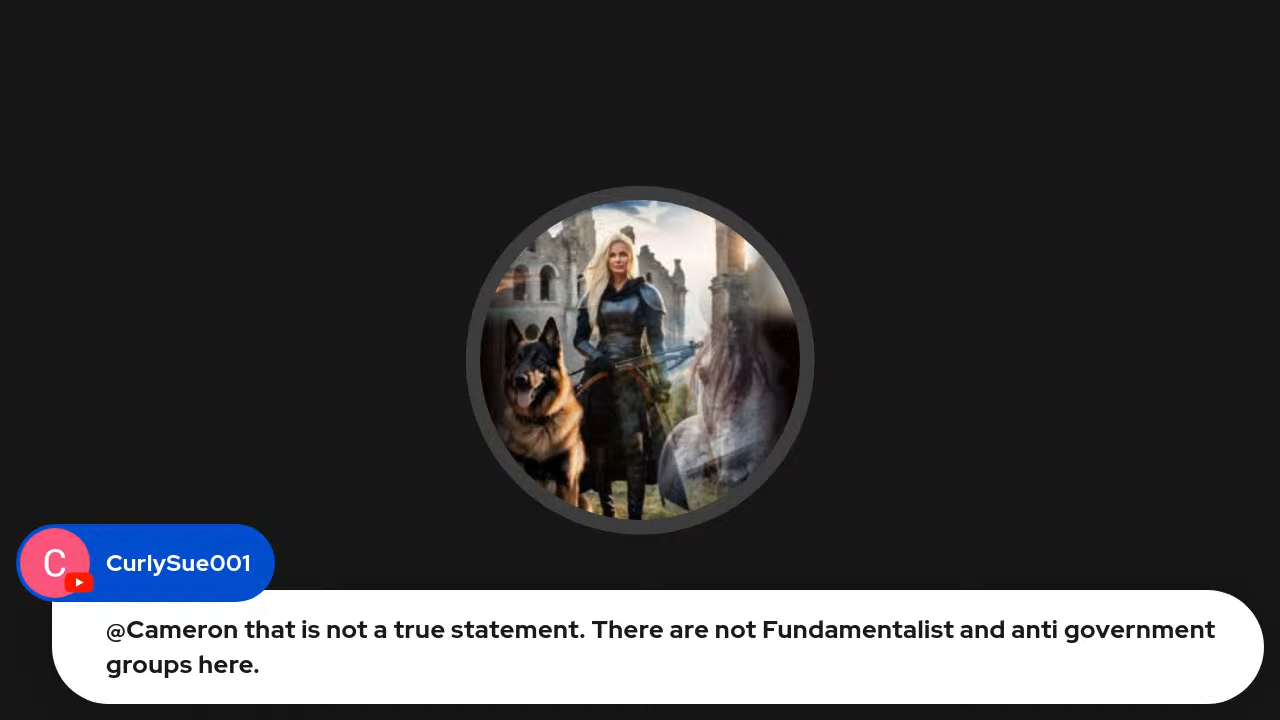 C
CurlySue001
@Cameron that is not a true statement. There are not Fundamentalist and anti government
groups here.